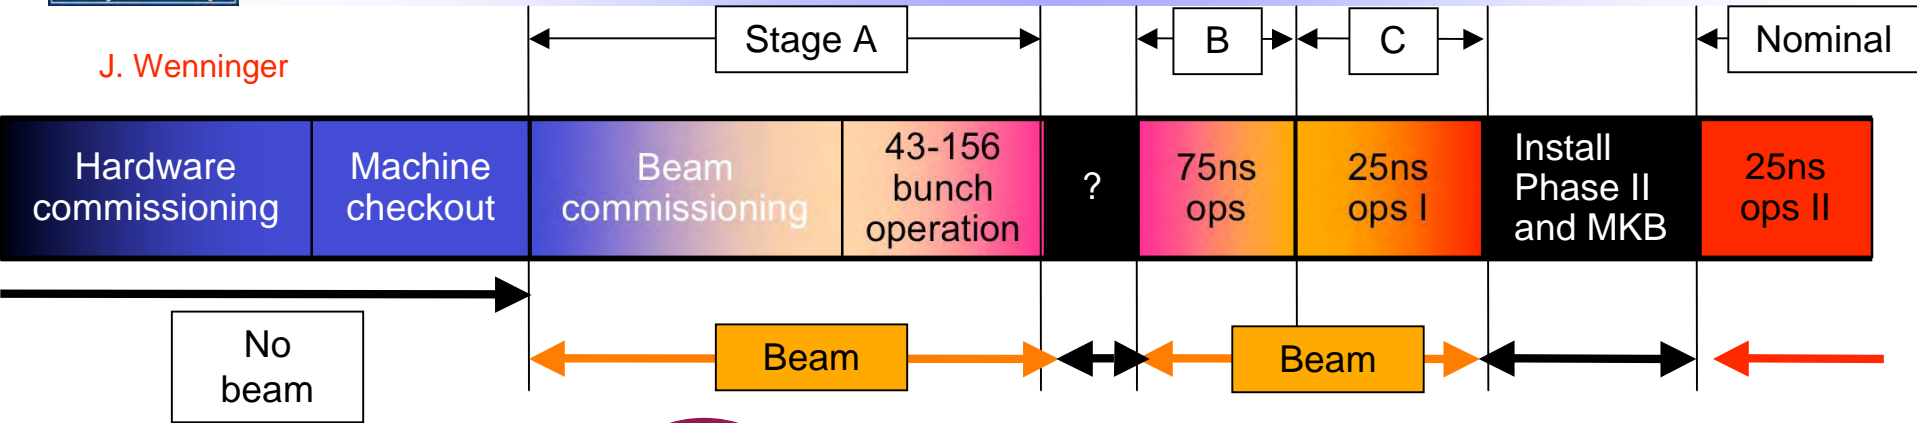 Stage A
B
C
Nominal
J. Wenninger
Hardware
commissioning
Machine
checkout
Beam
commissioning
43-156
bunch
operation
?
75ns
ops
25ns
ops I
Install
Phase II
and MKB
25ns
ops II
No
beam
Beam
Beam